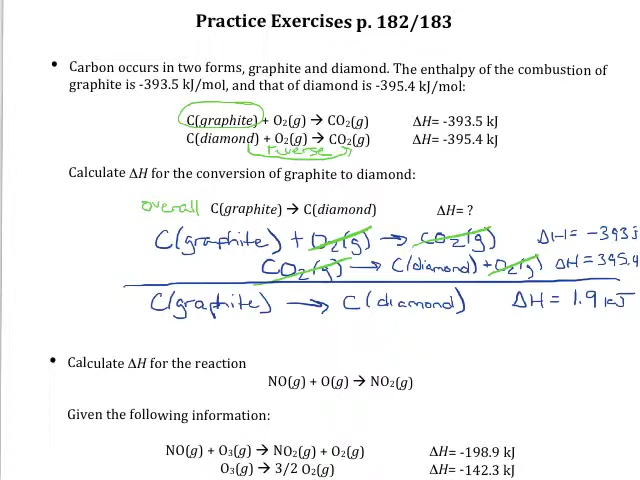 Practice Exercises p. 182/183
• Carbon occurs in two forms, graphite and diamond. The enthalpy of the combustion of
graphite is -393.5 kJ/mol, and that of diamond is -395.4 kJ/mol:
C(graphite) + O₂(g) → CO₂(g) ΔH= -393.5 kJ
C(diamond) + O₂(g) → CO₂(g) ΔH= -395.4 kJ
reverse
Calculate ΔH for the conversion of graphite to diamond:
overall C(graphite) → C(diamond) ΔH= ?
C(graphite) + O₂(g) → CO₂(g) ΔH= -393.5
CO₂(g) → C(diamond) + O₂(g) ΔH= 395.4
C(graphite) → C(diamond) ΔH = 1.9 kJ
• Calculate ΔH for the reaction
NO(g) + O(g) → NO₂(g)
Given the following information:
NO(g) + O₃(g) → NO₂(g) + O₂(g) ΔH= -198.9 kJ
O₃(g) → 3/2 O₂(g) ΔH= -142.3 kJ